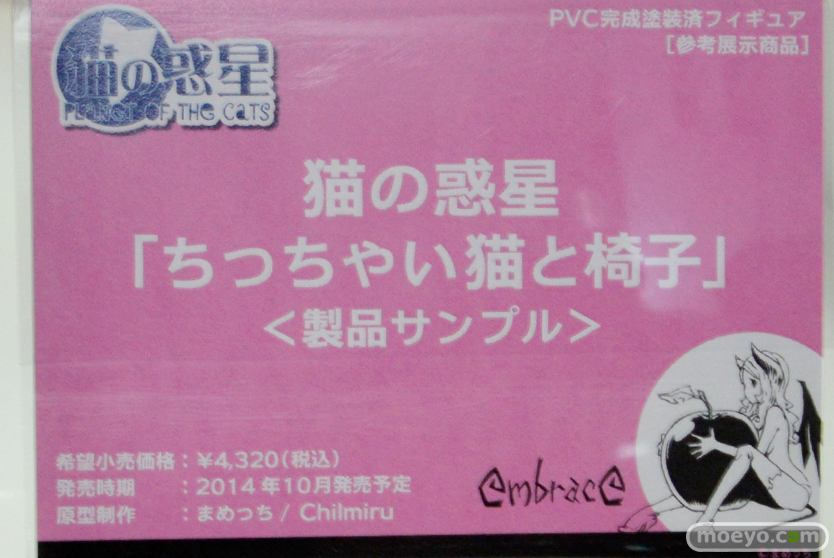 PVC完成塗装済フィギュア
[参考展示商品]
猫の惑星
PLANET OF THE CATS
猫の惑星
「ちっちゃい猫と椅子」
＜製品サンプル＞
希望小売価格：¥4,320(税込)
発売時期　　：2014年10月発売予定
原型制作　　：まめっち / Chilmiru
embrace
moeyo.com